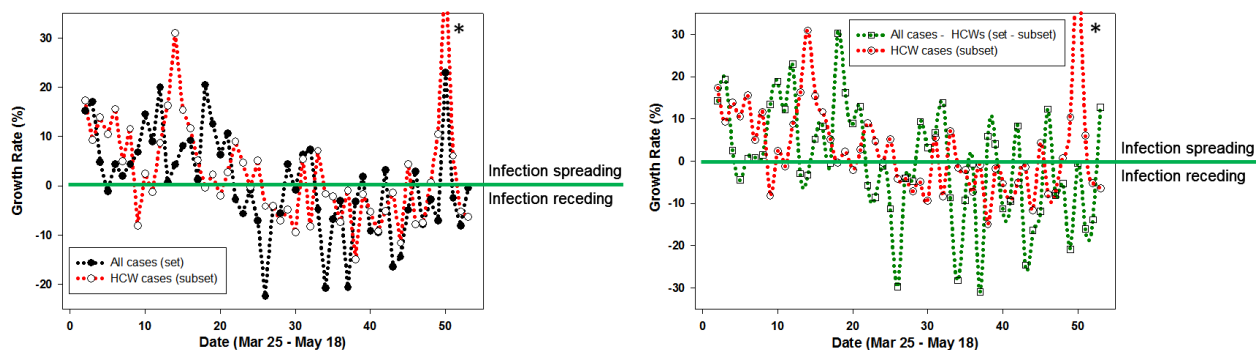 Growth Rate (%)
30
20
10
0
-10
-20
*
Infection spreading
Infection receding
All cases (set)
HCW cases (subset)
0
10
20
30
40
50
Date (Mar 25 - May 18)
Growth Rate (%)
30
20
10
0
-10
-20
-30
All cases - HCWs (set - subset)
HCW cases (subset)
*
Infection spreading
Infection receding
0
10
20
30
40
50
Date (Mar 25 - May 18)